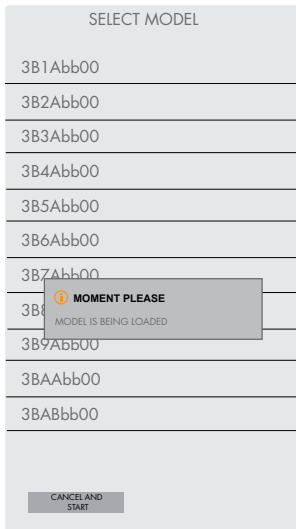 SELECT MODEL
3B1Abb00
3B2Abb00
3B3Abb00
3B4Abb00
3B5Abb00
3B6Abb00
3B7Abb00
MOMENT PLEASE
MODEL IS BEING LOADED
3B9Abb00
3BAAbb00
3BABbb00
CANCEL AND
START